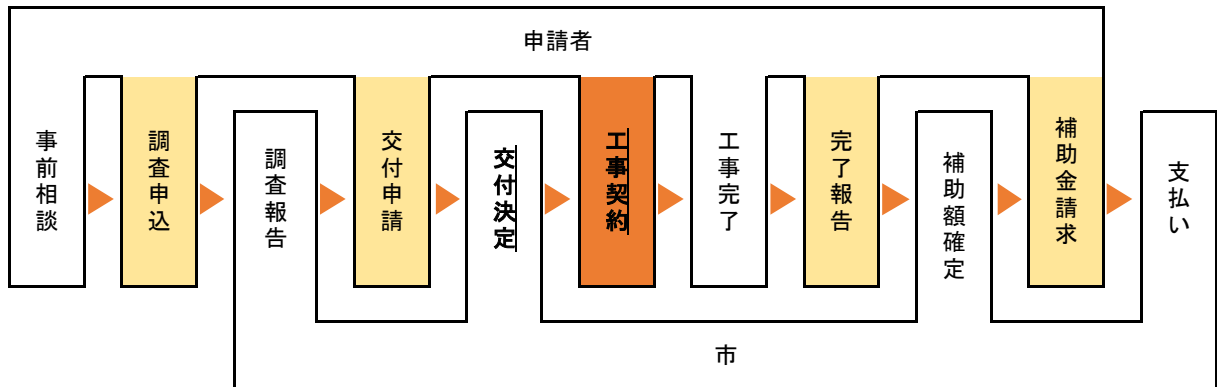 申請者
事前相談
調査申込
調査報告
交付申請
交付決定
工事契約
工事完了
完了報告
補助額確定
補助金請求
支払い
市